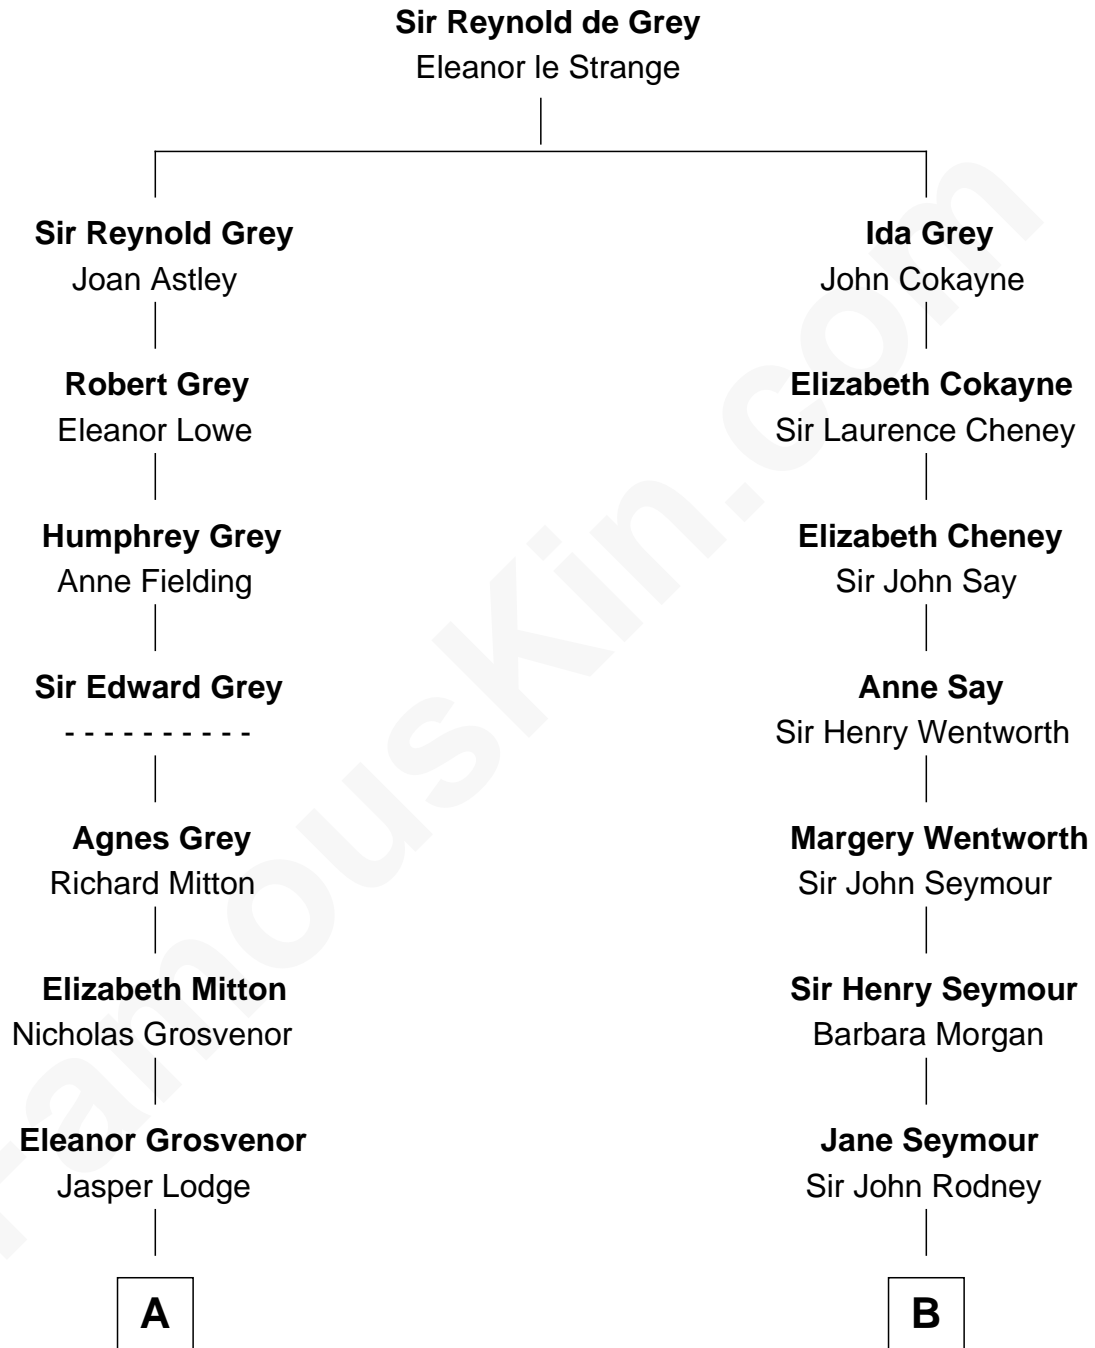 Sir Reynold de Grey
Eleanor le Strange
Sir Reynold Grey
Joan Astley
Ida Grey
John Cokayne
Robert Grey
Eleanor Lowe
Elizabeth Cokayne
Sir Laurence Cheney
Humphrey Grey
Anne Fielding
Elizabeth Cheney
Sir John Say
Sir Edward Grey
- - - - - - - - - -
Anne Say
Sir Henry Wentworth
Agnes Grey
Richard Mitton
Margery Wentworth
Sir John Seymour
Elizabeth Mitton
Nicholas Grosvenor
Sir Henry Seymour
Barbara Morgan
Eleanor Grosvenor
Jasper Lodge
Jane Seymour
Sir John Rodney
A
B
FamousKin.com